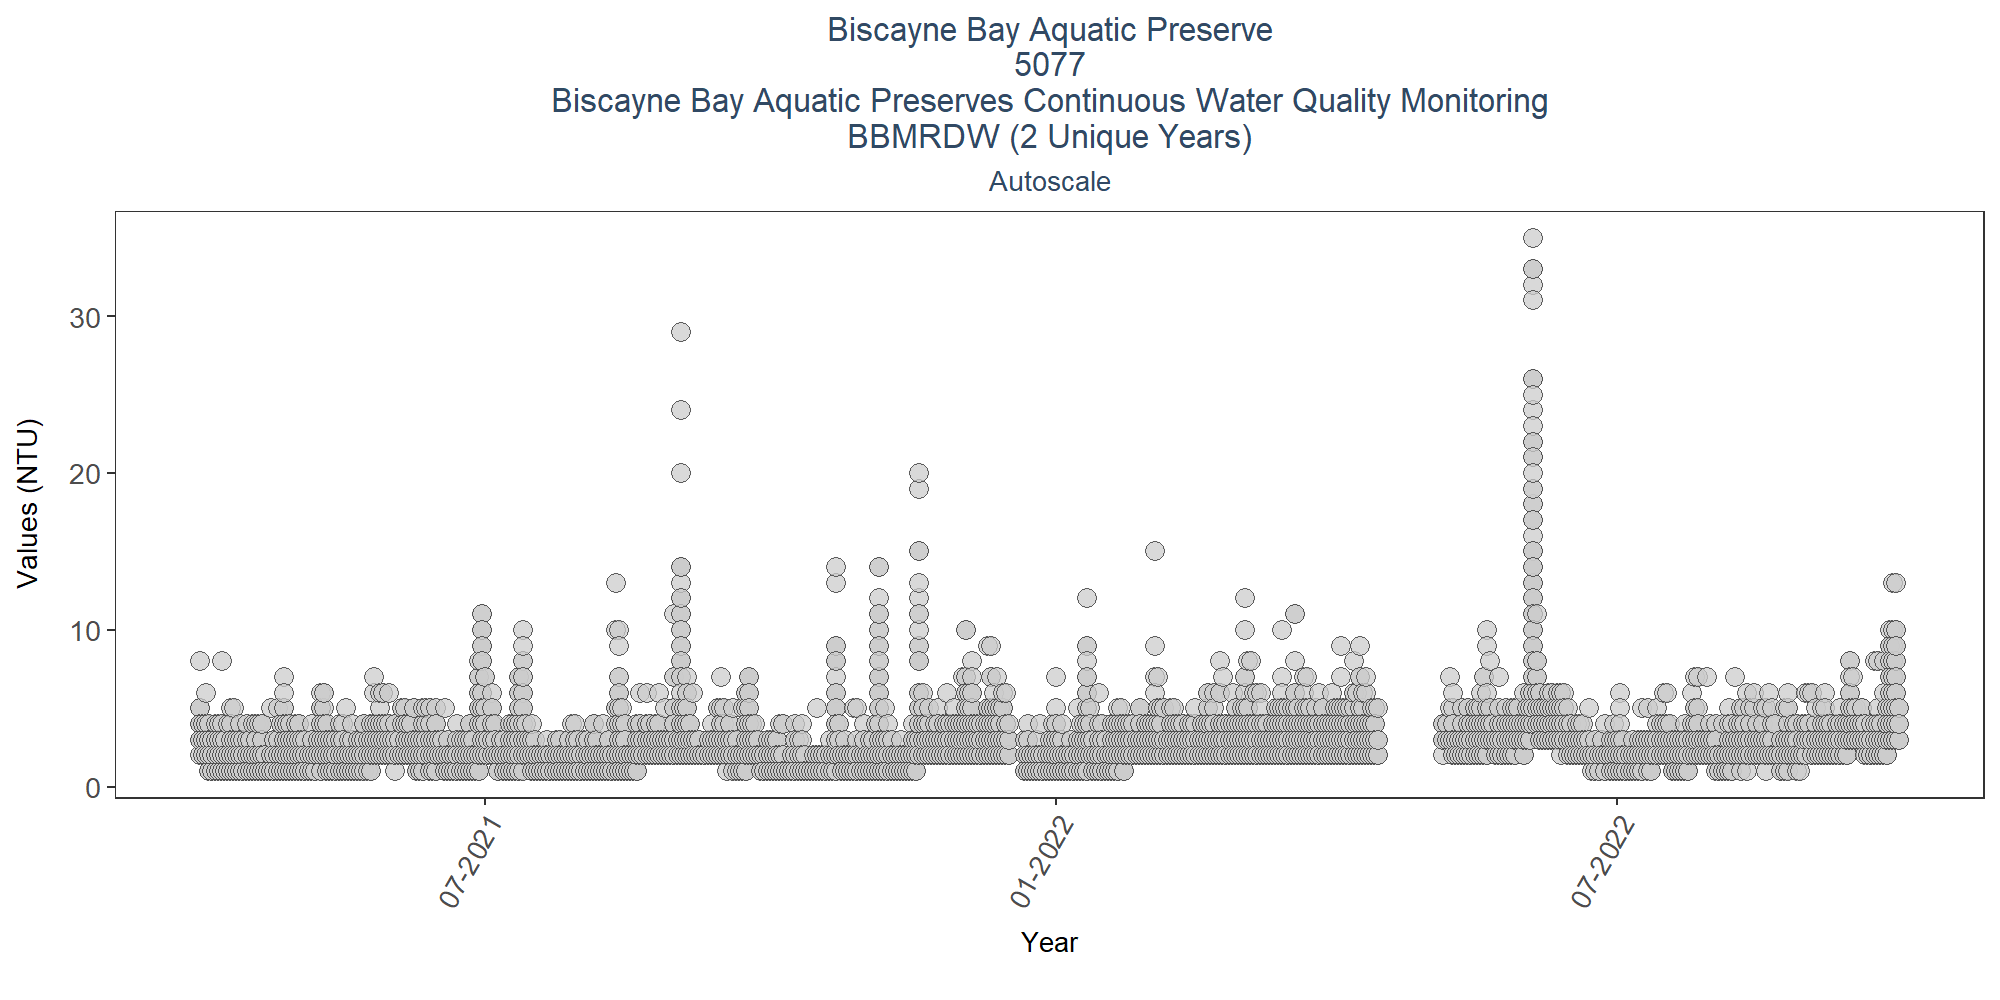 Biscayne Bay Aquatic Preserve
5077
Biscayne Bay Aquatic Preserves Continuous Water Quality Monitoring
BBMRDW (2 Unique Years)
Autoscale
Values (NTU)
30
20
10
0
07-2021
01-2022
07-2022
Year